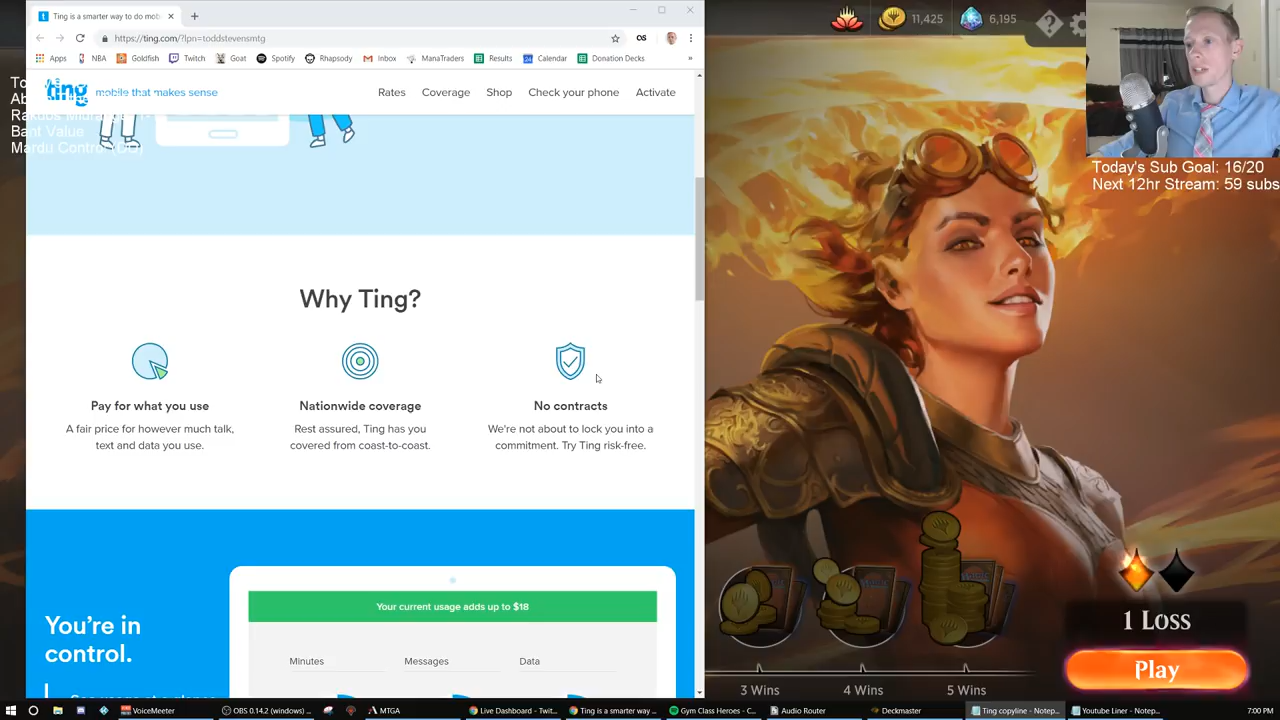 Ting is a smarter way to do mob
https://ting.com/?lpn=toddstevensmtg
OS
Apps
NBA
Goldfish
Twitch
Goat
Spotify
Rhapsody
Inbox
ManaTraders
Results
Calendar
Donation Decks
»
ting
mobile that makes sense
Rates
Coverage
Shop
Check your phone
Activate
Bant Value
Mardu Control
Why Ting?
Pay for what you use
A fair price for however much talk,
text and data you use.
Nationwide coverage
Rest assured, Ting has you
covered from coast-to-coast.
No contracts
We're not about to lock you into a
commitment. Try Ting risk-free.
You're in
control.
Your current usage adds up to $18
Minutes
Messages
Data
See usage at a glance
11,425
6,195
Today's Sub Goal: 16/20
Next 12hr Stream: 59 subs
1 Loss
Play
3 Wins
4 Wins
5 Wins
VoiceMeeter
OBS 0.14.2 (windows) ...
MTGA
Live Dashboard - Twit...
Ting is a smarter way ...
Gym Class Heroes - C...
Audio Router
Deckmaster
Ting copyline - Notep...
Youtube Liner - Notep...
7:00 PM